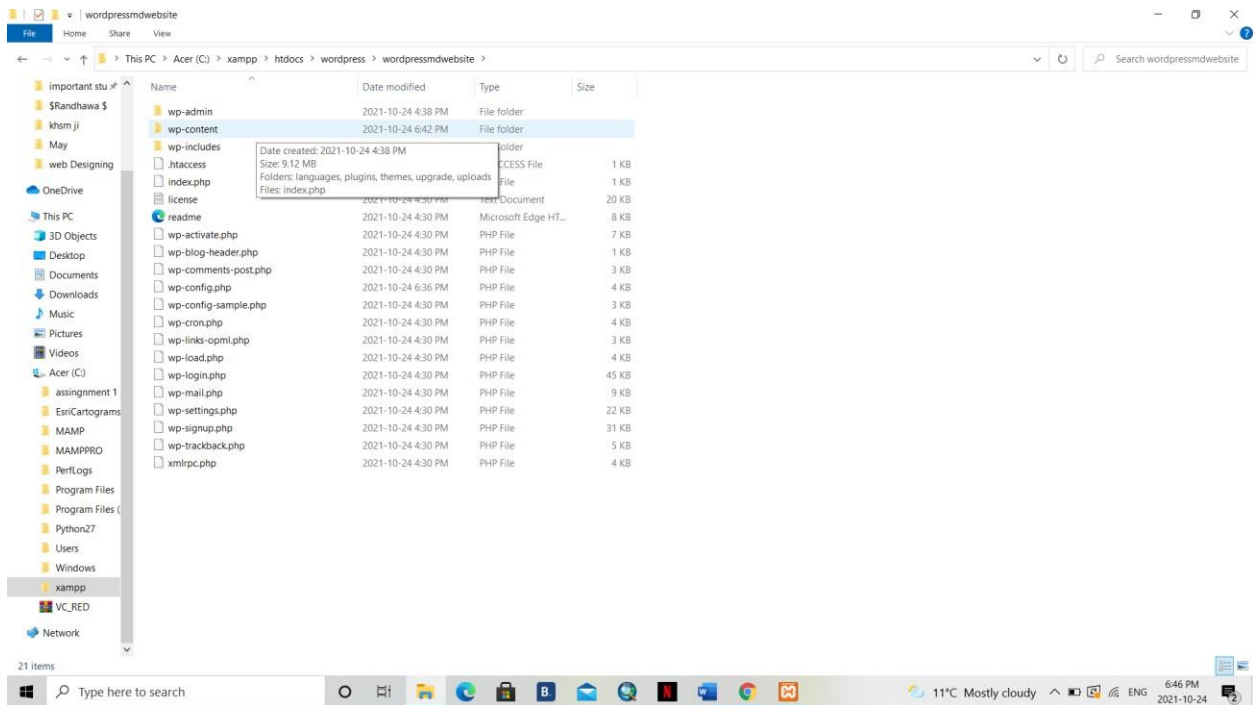 wordpressmdwebsite
File Home Share View
This PC > Acer (C:) > xampp > htdocs > wordpress > wordpressmdwebsite >
Search wordpressmdwebsite
important stu
$Randhawa $
khsm ji
May
web Designing
OneDrive
This PC
3D Objects
Desktop
Documents
Downloads
Music
Pictures
Videos
Acer (C:)
assingnment 1
EsriCartograms
MAMP
MAMPPRO
PerfLogs
Program Files
Program Files (
Python27
Users
Windows
xampp
VC_RED
Network
Name Date modified Type Size
wp-admin 2021-10-24 4:38 PM File folder
wp-content 2021-10-24 6:42 PM File folder
wp-includes older
.htaccess CCESS File 1 KB
index.php File 1 KB
license 2021-10-24 4:30 PM Text Document 20 KB
readme 2021-10-24 4:30 PM Microsoft Edge HT... 8 KB
wp-activate.php 2021-10-24 4:30 PM PHP File 7 KB
wp-blog-header.php 2021-10-24 4:30 PM PHP File 1 KB
wp-comments-post.php 2021-10-24 4:30 PM PHP File 3 KB
wp-config.php 2021-10-24 6:36 PM PHP File 4 KB
wp-config-sample.php 2021-10-24 4:30 PM PHP File 3 KB
wp-cron.php 2021-10-24 4:30 PM PHP File 4 KB
wp-links-opml.php 2021-10-24 4:30 PM PHP File 3 KB
wp-load.php 2021-10-24 4:30 PM PHP File 4 KB
wp-login.php 2021-10-24 4:30 PM PHP File 45 KB
wp-mail.php 2021-10-24 4:30 PM PHP File 9 KB
wp-settings.php 2021-10-24 4:30 PM PHP File 22 KB
wp-signup.php 2021-10-24 4:30 PM PHP File 31 KB
wp-trackback.php 2021-10-24 4:30 PM PHP File 5 KB
xmlrpc.php 2021-10-24 4:30 PM PHP File 4 KB
Date created: 2021-10-24 4:38 PM
Size: 9.12 MB
Folders: languages, plugins, themes, upgrade, uploads
Files: index.php
21 items
Type here to search
B.
N
11°C Mostly cloudy
ENG
6:46 PM
2021-10-24
2